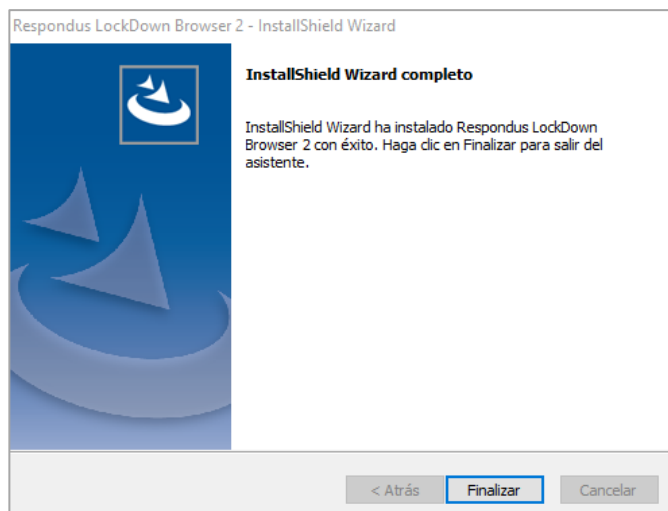 Respondus LockDown Browser 2 - InstallShield Wizard
InstallShield Wizard completo
InstallShield Wizard ha instalado Respondus LockDown
Browser 2 con éxito. Haga clic en Finalizar para salir del
asistente.
< Atrás Finalizar Cancelar